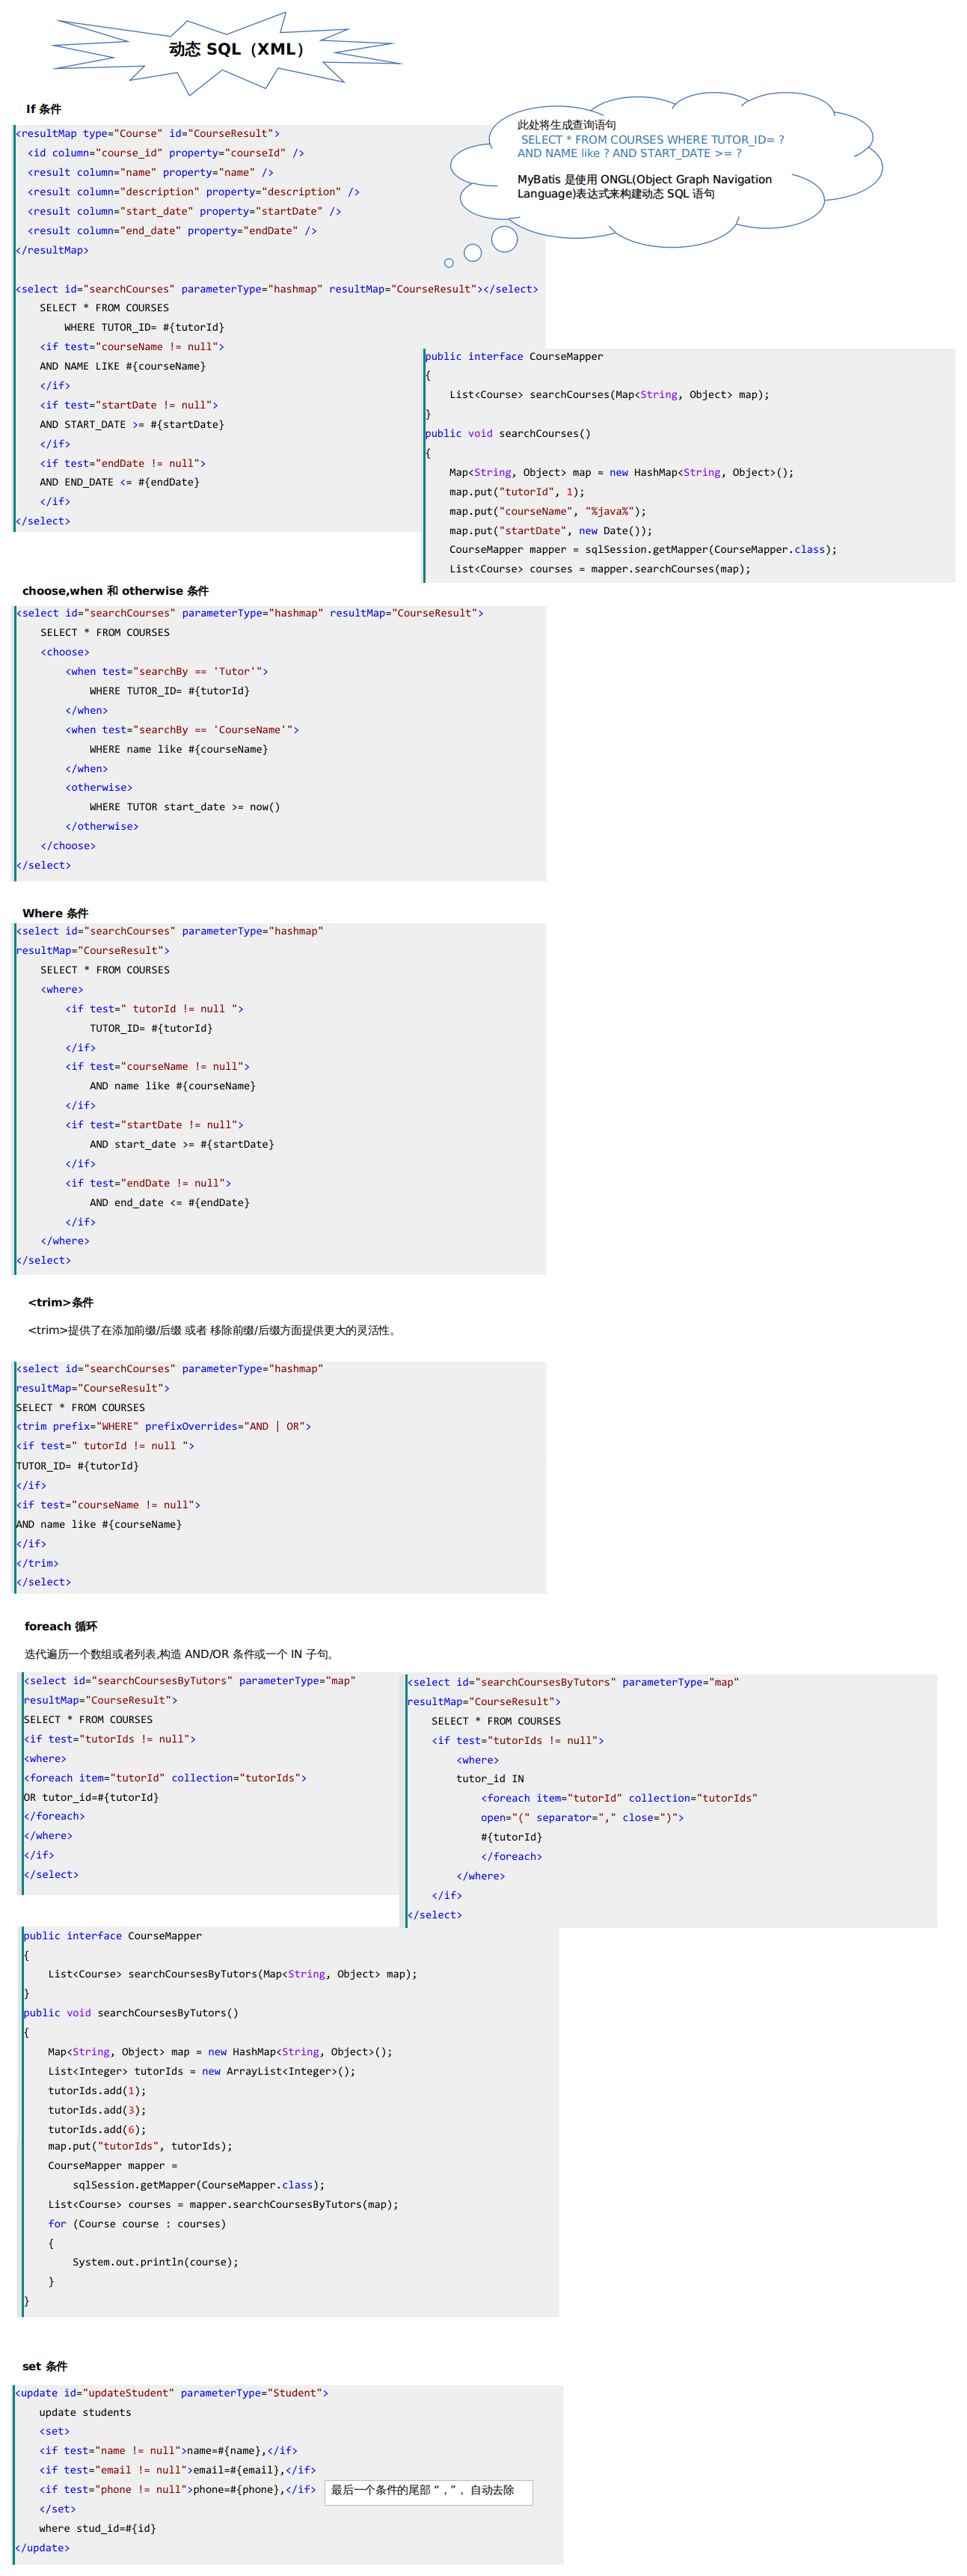 动态 SQL（XML）
If 条件
<resultMap type="Course" id="CourseResult">
  <id column="course_id" property="courseId" />
  <result column="name" property="name" />
  <result column="description" property="description" />
  <result column="start_date" property="startDate" />
  <result column="end_date" property="endDate" />
</resultMap>
此处将生成查询语句
SELECT * FROM COURSES WHERE TUTOR_ID= ?
AND NAME like ? AND START_DATE >= ?
MyBatis 是使用 ONGL(Object Graph Navigation
Language)表达式来构建动态 SQL 语句
<select id="searchCourses" parameterType="hashmap" resultMap="CourseResult"></select>
    SELECT * FROM COURSES
        WHERE TUTOR_ID= #{tutorId}
    <if test="courseName != null">
    AND NAME LIKE #{courseName}
    </if>
    <if test="startDate != null">
    AND START_DATE >= #{startDate}
    </if>
    <if test="endDate != null">
    AND END_DATE <= #{endDate}
    </if>
</select>
public interface CourseMapper
{
    List<Course> searchCourses(Map<String, Object> map);
}
public void searchCourses()
{
    Map<String, Object> map = new HashMap<String, Object>();
    map.put("tutorId", 1);
    map.put("courseName", "%java%");
    map.put("startDate", new Date());
    CourseMapper mapper = sqlSession.getMapper(CourseMapper.class);
    List<Course> courses = mapper.searchCourses(map);
choose,when 和 otherwise 条件
<select id="searchCourses" parameterType="hashmap" resultMap="CourseResult">
    SELECT * FROM COURSES
    <choose>
        <when test="searchBy == 'Tutor'">
            WHERE TUTOR_ID= #{tutorId}
        </when>
        <when test="searchBy == 'CourseName'">
            WHERE name like #{courseName}
        </when>
        <otherwise>
            WHERE TUTOR start_date >= now()
        </otherwise>
    </choose>
</select>
Where 条件
<select id="searchCourses" parameterType="hashmap"
resultMap="CourseResult">
    SELECT * FROM COURSES
    <where>
        <if test=" tutorId != null ">
            TUTOR_ID= #{tutorId}
        </if>
        <if test="courseName != null">
            AND name like #{courseName}
        </if>
        <if test="startDate != null">
            AND start_date >= #{startDate}
        </if>
        <if test="endDate != null">
            AND end_date <= #{endDate}
        </if>
    </where>
</select>
<trim>条件
<trim>提供了在添加前缀/后缀 或者 移除前缀/后缀方面提供更大的灵活性。
<select id="searchCourses" parameterType="hashmap"
resultMap="CourseResult">
SELECT * FROM COURSES
<trim prefix="WHERE" prefixOverrides="AND | OR">
<if test=" tutorId != null ">
TUTOR_ID= #{tutorId}
</if>
<if test="courseName != null">
AND name like #{courseName}
</if>
</trim>
</select>
foreach 循环
迭代遍历一个数组或者列表,构造 AND/OR 条件或一个 IN 子句。
<select id="searchCoursesByTutors" parameterType="map"
resultMap="CourseResult">
SELECT * FROM COURSES
<if test="tutorIds != null">
<where>
<foreach item="tutorId" collection="tutorIds">
OR tutor_id=#{tutorId}
</foreach>
</where>
</if>
</select>
<select id="searchCoursesByTutors" parameterType="map"
resultMap="CourseResult">
    SELECT * FROM COURSES
    <if test="tutorIds != null">
        <where>
        tutor_id IN
            <foreach item="tutorId" collection="tutorIds"
            open="(" separator="," close=")">
            #{tutorId}
            </foreach>
        </where>
    </if>
</select>
public interface CourseMapper
{
    List<Course> searchCoursesByTutors(Map<String, Object> map);
}
public void searchCoursesByTutors()
{
    Map<String, Object> map = new HashMap<String, Object>();
    List<Integer> tutorIds = new ArrayList<Integer>();
    tutorIds.add(1);
    tutorIds.add(3);
    tutorIds.add(6);
    map.put("tutorIds", tutorIds);
    CourseMapper mapper =
        sqlSession.getMapper(CourseMapper.class);
    List<Course> courses = mapper.searchCoursesByTutors(map);
    for (Course course : courses)
    {
        System.out.println(course);
    }
}
set 条件
<update id="updateStudent" parameterType="Student">
    update students
    <set>
    <if test="name != null">name=#{name},</if>
    <if test="email != null">email=#{email},</if>
    <if test="phone != null">phone=#{phone},</if>
最后一个条件的尾部 “，”， 自动去除
    </set>
    where stud_id=#{id}
</update>